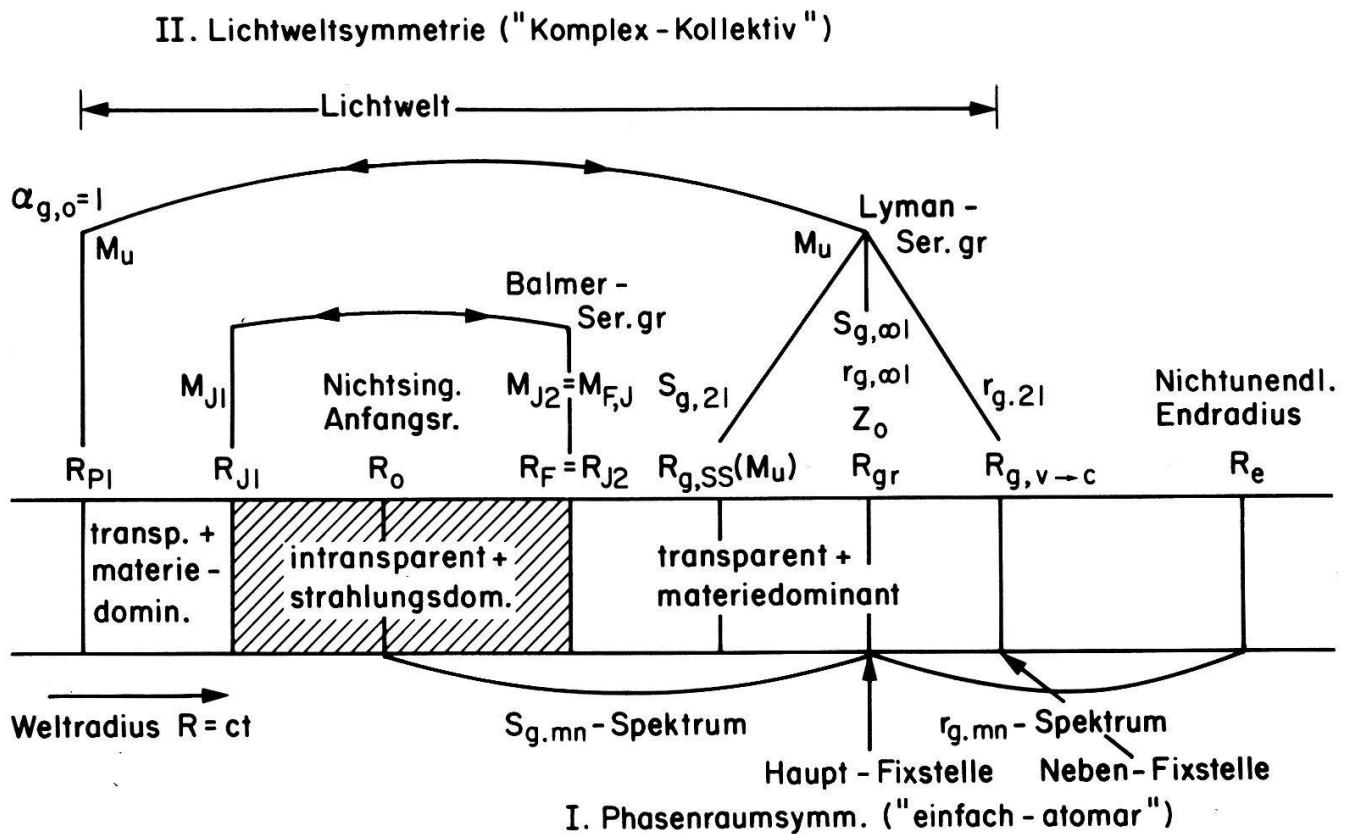 II. Lichtweltsymmetrie ("Komplex-Kollektiv")
Lichtwelt
α_{g,o}=1
M_u
M_u
Lyman-
Ser.gr
Balmer-
Ser.gr
S_{g,∞1}
M_{J1}
Nichtsing.
Anfangsr.
M_{J2}=M_{F,J}
S_{g,21}
r_{g,∞1}
r_{g.21}
Nichtunendl.
Endradius
Z_o
R_{P1}
R_{J1}
R_o
R_F=R_{J2}
R_{g,SS}(M_u)
R_{gr}
R_{g,v→c}
R_e
transp. +
materie-
domin.
intransparent +
strahlungsdom.
transparent +
materiedominant
Weltradius R=ct
S_{g.mn}-Spektrum
r_{g.mn}-Spektrum
Haupt-Fixstelle
Neben-Fixstelle
I. Phasenraumsymm. ("einfach-atomar")